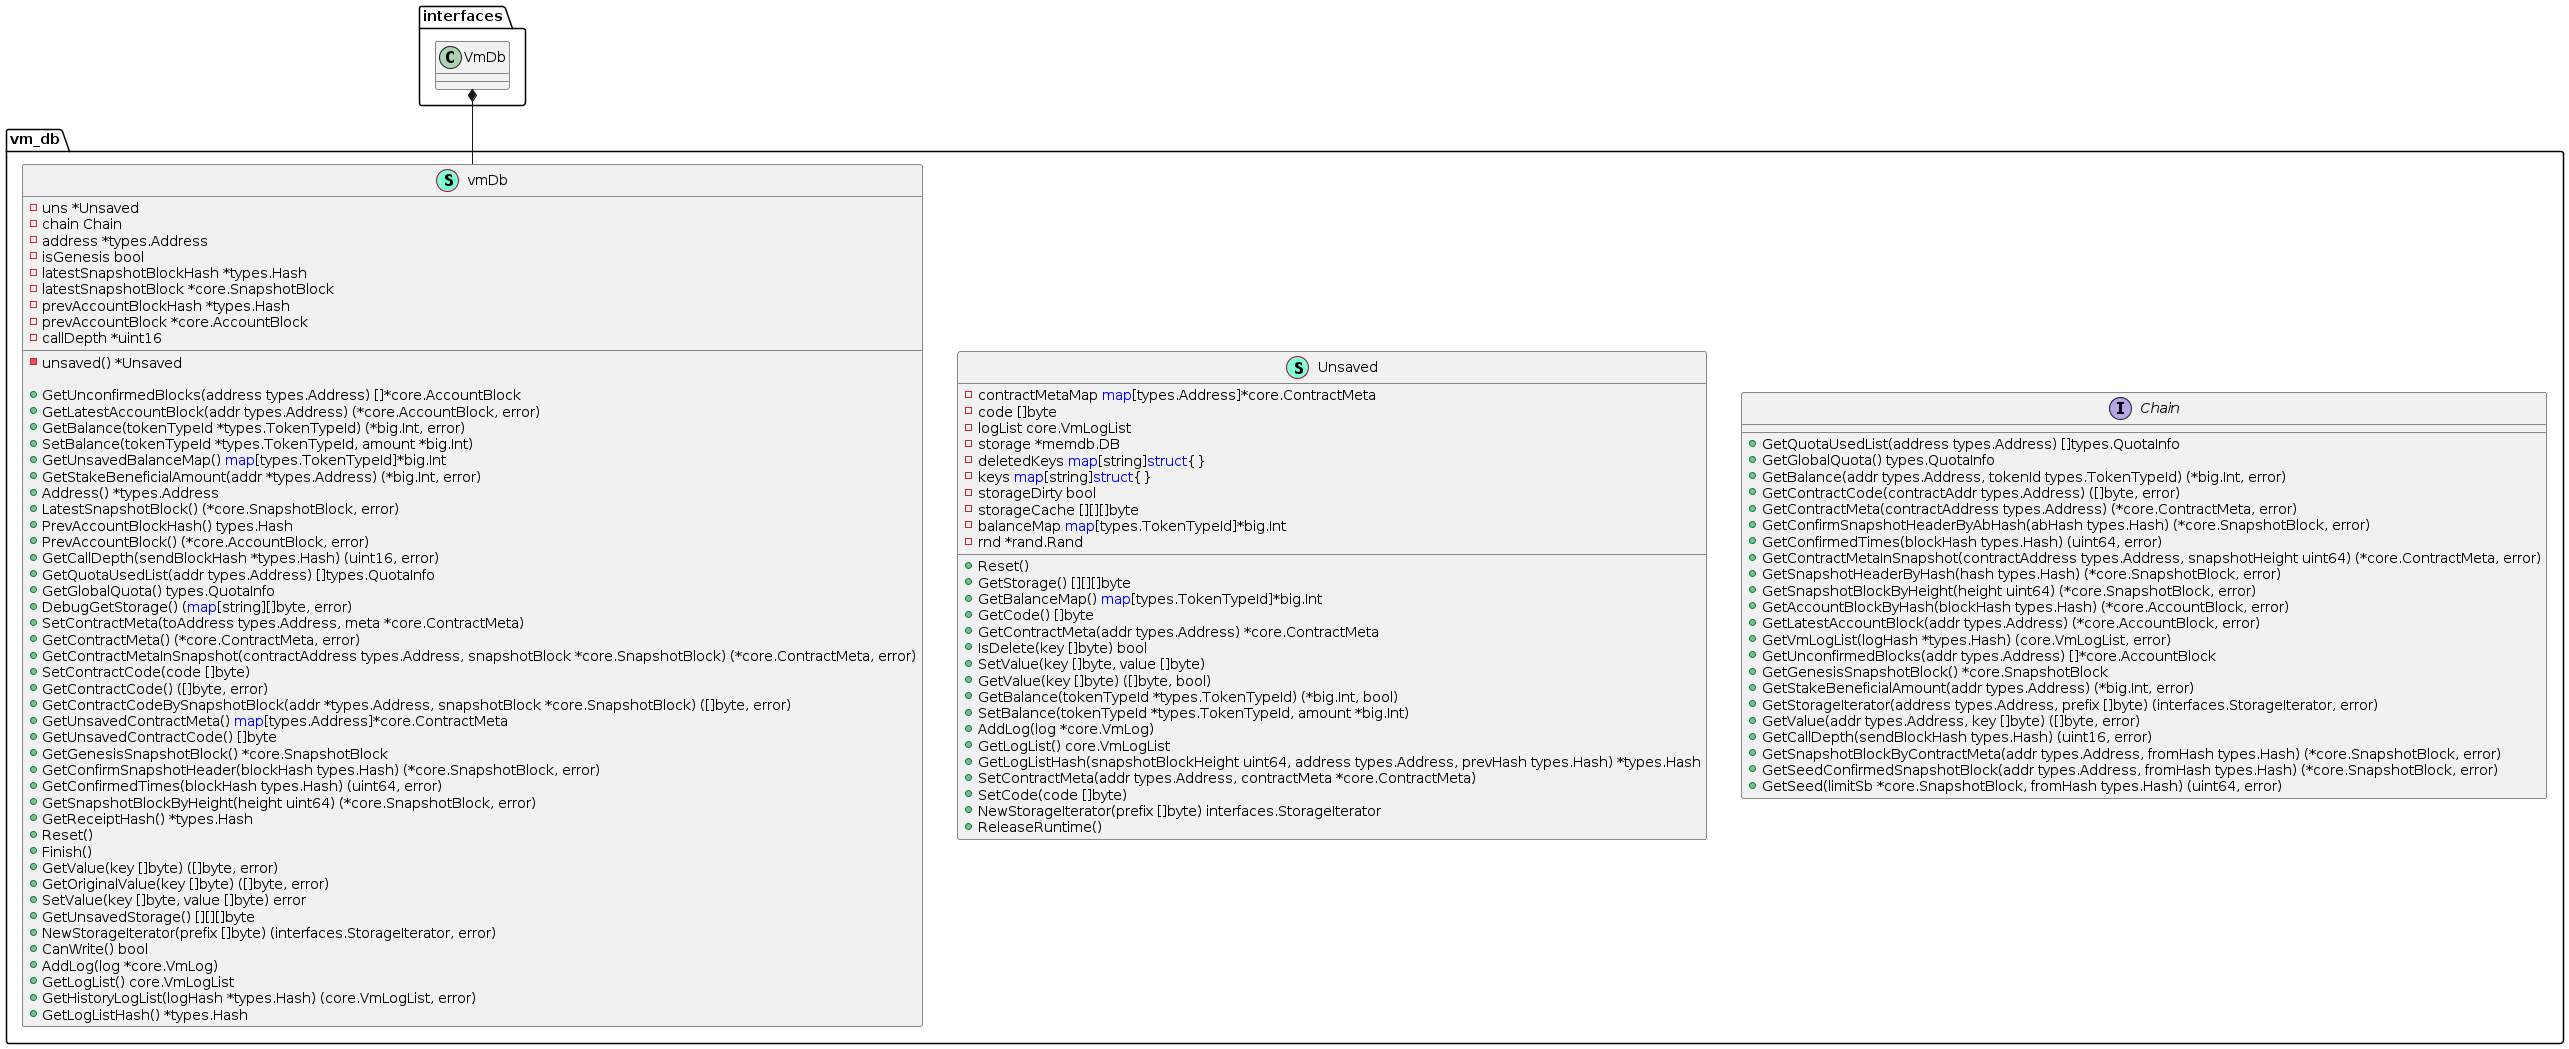 interfaces
C VmDb
vm_db
S vmDb
uns *Unsaved
chain Chain
address *types.Address
isGenesis bool
latestSnapshotBlockHash *types.Hash
latestSnapshotBlock *core.SnapshotBlock
prevAccountBlockHash *types.Hash
prevAccountBlock *core.AccountBlock
callDepth *uint16
unsaved() *Unsaved
GetUnconfirmedBlocks(address types.Address) []*core.AccountBlock
GetLatestAccountBlock(addr types.Address) (*core.AccountBlock, error)
GetBalance(tokenTypeId *types.TokenTypeId) (*big.Int, error)
SetBalance(tokenTypeId *types.TokenTypeId, amount *big.Int)
GetUnsavedBalanceMap() map[types.TokenTypeId]*big.Int
GetStakeBeneficialAmount(addr *types.Address) (*big.Int, error)
Address() *types.Address
LatestSnapshotBlock() (*core.SnapshotBlock, error)
PrevAccountBlockHash() types.Hash
PrevAccountBlock() (*core.AccountBlock, error)
GetCallDepth(sendBlockHash *types.Hash) (uint16, error)
GetQuotaUsedList(addr types.Address) []types.QuotaInfo
GetGlobalQuota() types.QuotaInfo
DebugGetStorage() (map[string][]byte, error)
SetContractMeta(toAddress types.Address, meta *core.ContractMeta)
GetContractMeta() (*core.ContractMeta, error)
GetContractMetaInSnapshot(contractAddress types.Address, snapshotBlock *core.SnapshotBlock) (*core.ContractMeta, error)
SetContractCode(code []byte)
GetContractCode() ([]byte, error)
GetContractCodeBySnapshotBlock(addr *types.Address, snapshotBlock *core.SnapshotBlock) ([]byte, error)
GetUnsavedContractMeta() map[types.Address]*core.ContractMeta
GetUnsavedContractCode() []byte
GetGenesisSnapshotBlock() *core.SnapshotBlock
GetConfirmSnapshotHeader(blockHash types.Hash) (*core.SnapshotBlock, error)
GetConfirmedTimes(blockHash types.Hash) (uint64, error)
GetSnapshotBlockByHeight(height uint64) (*core.SnapshotBlock, error)
GetReceiptHash() *types.Hash
Reset()
Finish()
GetValue(key []byte) ([]byte, error)
GetOriginalValue(key []byte) ([]byte, error)
SetValue(key []byte, value []byte) error
GetUnsavedStorage() [][][]byte
NewStorageIterator(prefix []byte) (interfaces.StorageIterator, error)
CanWrite() bool
AddLog(log *core.VmLog)
GetLogList() core.VmLogList
GetHistoryLogList(logHash *types.Hash) (core.VmLogList, error)
GetLogListHash() *types.Hash
S Unsaved
contractMetaMap map[types.Address]*core.ContractMeta
code []byte
logList core.VmLogList
storage *memdb.DB
deletedKeys map[string]struct{ }
keys map[string]struct{ }
storageDirty bool
storageCache [][][]byte
balanceMap map[types.TokenTypeId]*big.Int
rnd *rand.Rand
Reset()
GetStorage() [][][]byte
GetBalanceMap() map[types.TokenTypeId]*big.Int
GetCode() []byte
GetContractMeta(addr types.Address) *core.ContractMeta
IsDelete(key []byte) bool
SetValue(key []byte, value []byte)
GetValue(key []byte) ([]byte, bool)
GetBalance(tokenTypeId *types.TokenTypeId) (*big.Int, bool)
SetBalance(tokenTypeId *types.TokenTypeId, amount *big.Int)
AddLog(log *core.VmLog)
GetLogList() core.VmLogList
GetLogListHash(snapshotBlockHeight uint64, address types.Address, prevHash types.Hash) *types.Hash
SetContractMeta(addr types.Address, contractMeta *core.ContractMeta)
SetCode(code []byte)
NewStorageIterator(prefix []byte) interfaces.StorageIterator
ReleaseRuntime()
I Chain
GetQuotaUsedList(address types.Address) []types.QuotaInfo
GetGlobalQuota() types.QuotaInfo
GetBalance(addr types.Address, tokenId types.TokenTypeId) (*big.Int, error)
GetContractCode(contractAddr types.Address) ([]byte, error)
GetContractMeta(contractAddress types.Address) (*core.ContractMeta, error)
GetConfirmSnapshotHeaderByAbHash(abHash types.Hash) (*core.SnapshotBlock, error)
GetConfirmedTimes(blockHash types.Hash) (uint64, error)
GetContractMetaInSnapshot(contractAddress types.Address, snapshotHeight uint64) (*core.ContractMeta, error)
GetSnapshotHeaderByHash(hash types.Hash) (*core.SnapshotBlock, error)
GetSnapshotBlockByHeight(height uint64) (*core.SnapshotBlock, error)
GetAccountBlockByHash(blockHash types.Hash) (*core.AccountBlock, error)
GetLatestAccountBlock(addr types.Address) (*core.AccountBlock, error)
GetVmLogList(logHash *types.Hash) (core.VmLogList, error)
GetUnconfirmedBlocks(addr types.Address) []*core.AccountBlock
GetGenesisSnapshotBlock() *core.SnapshotBlock
GetStakeBeneficialAmount(addr types.Address) (*big.Int, error)
GetStorageIterator(address types.Address, prefix []byte) (interfaces.StorageIterator, error)
GetValue(addr types.Address, key []byte) ([]byte, error)
GetCallDepth(sendBlockHash types.Hash) (uint16, error)
GetSnapshotBlockByContractMeta(addr types.Address, fromHash types.Hash) (*core.SnapshotBlock, error)
GetSeedConfirmedSnapshotBlock(addr types.Address, fromHash types.Hash) (*core.SnapshotBlock, error)
GetSeed(limitSb *core.SnapshotBlock, fromHash types.Hash) (uint64, error)